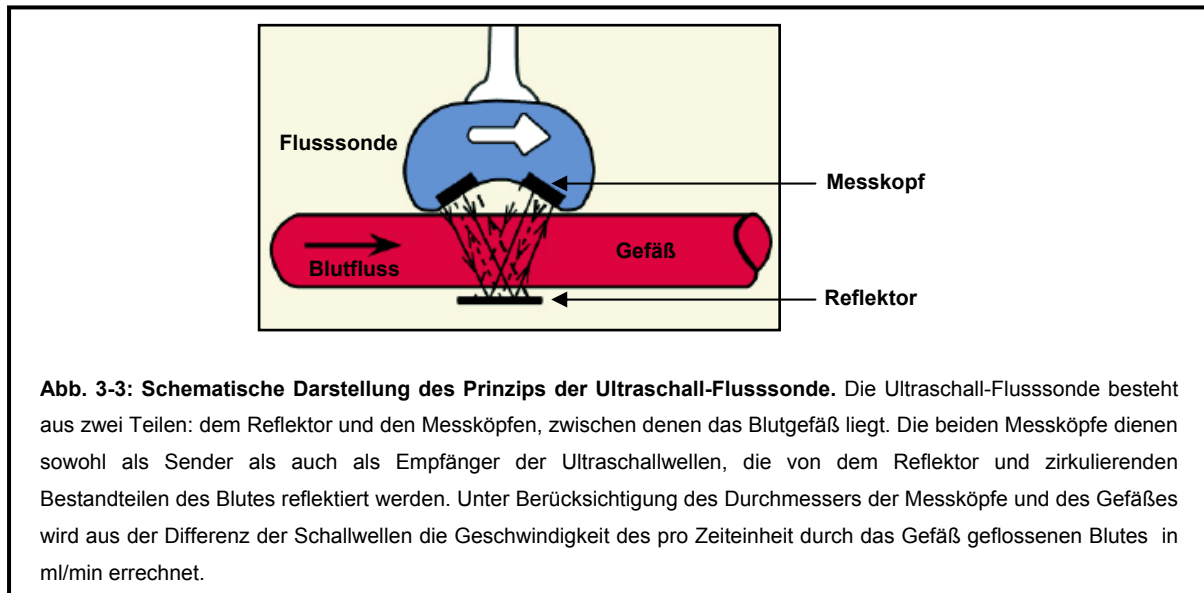 Flusssonde
Messkopf
Blutfluss
Gefäß
Reflektor
Abb. 3-3: Schematische Darstellung des Prinzips der Ultraschall-Flusssonde. Die Ultraschall-Flusssonde besteht
aus zwei Teilen: dem Reflektor und den Messköpfen, zwischen denen das Blutgefäß liegt. Die beiden Messköpfe dienen
sowohl als Sender als auch als Empfänger der Ultraschallwellen, die von dem Reflektor und zirkulierenden
Bestandteilen des Blutes reflektiert werden. Unter Berücksichtigung des Durchmessers der Messköpfe und des Gefäßes
wird aus der Differenz der Schallwellen die Geschwindigkeit des pro Zeiteinheit durch das Gefäß geflossenen Blutes in
ml/min errechnet.